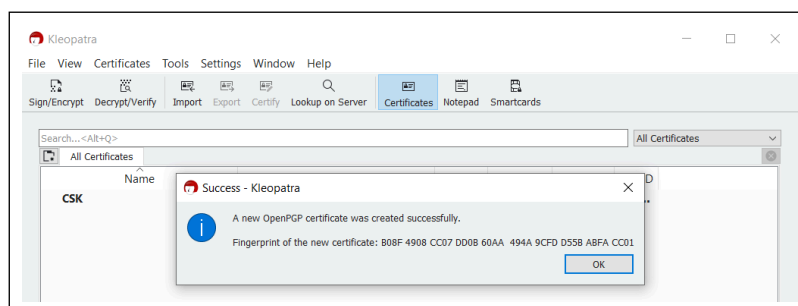 Kleopatra
File View Certificates Tools Settings Window Help
Sign/Encrypt Decrypt/Verify Import Export Certify Lookup on Server Certificates Notepad Smartcards
Search...<Alt+Q> All Certificates
All Certificates
Name D
CSK ..
Success - Kleopatra
A new OpenPGP certificate was created successfully.
Fingerprint of the new certificate: B08F 4908 CC07 DD0B 60AA 494A 9CFD D55B ABFA CC01
OK